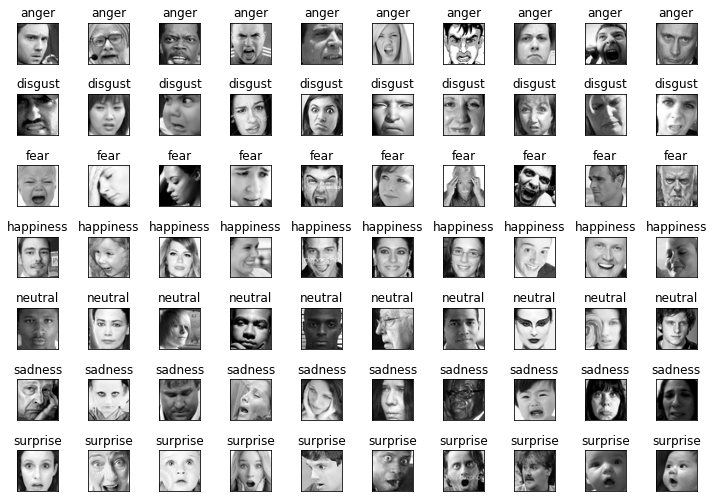 anger anger anger anger anger anger anger anger anger anger
disgust disgust disgust disgust disgust disgust disgust disgust disgust disgust
fear fear fear fear fear fear fear fear fear fear
happiness happiness happiness happiness happiness happiness happiness happiness happiness happiness
neutral neutral neutral neutral neutral neutral neutral neutral neutral neutral
sadness sadness sadness sadness sadness sadness sadness sadness sadness sadness
surprise surprise surprise surprise surprise surprise surprise surprise surprise surprise